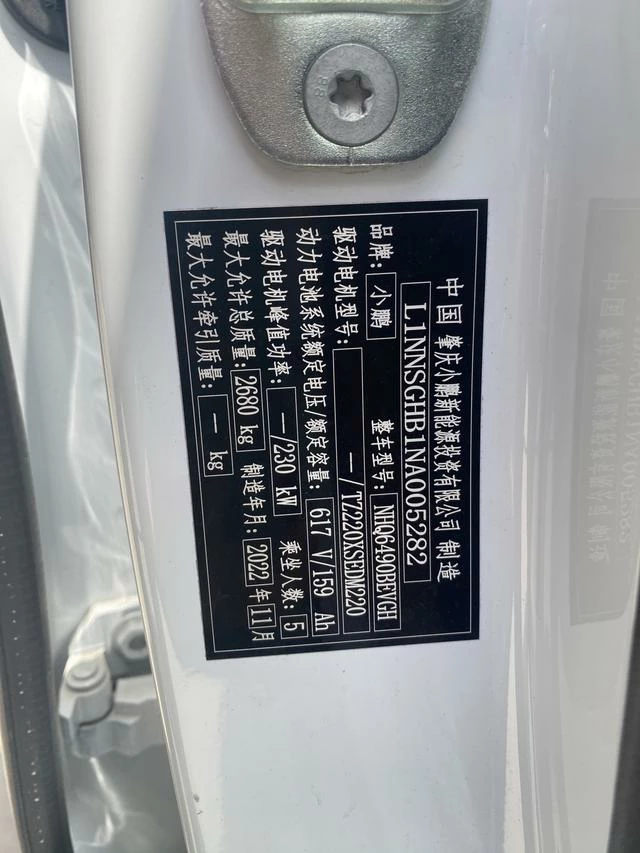 中国 肇庆小鹏新能源投资有限公司 制造
L1NNSGHB1NA005282
品牌: 小鹏 整车型号: NHQ6490BEVGH
驱动电机型号: —/TZ220XSEDM220
动力电池系统额定电压/额定容量: 617 V/159 Ah
驱动电机峰值功率: —/230 kW 乘坐人数: 5
最大允许总质量: 2680 kg 制造年月: 2022 年 11 月
最大允许牵引质量: — kg